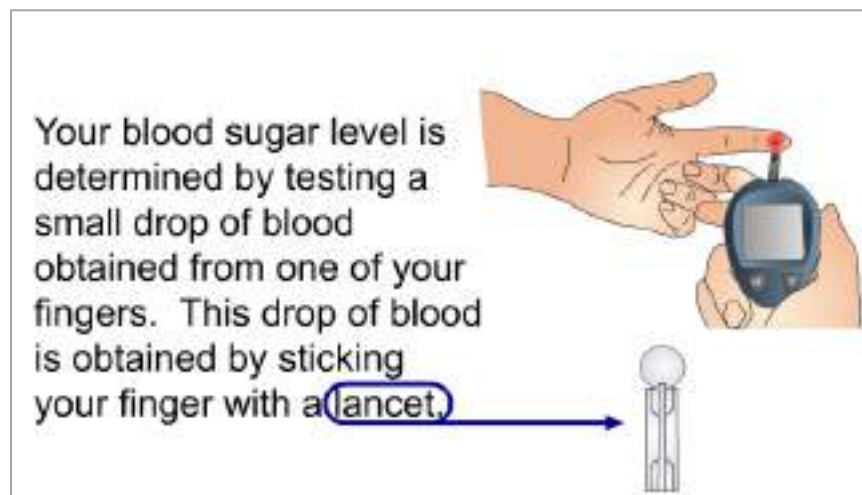 Your blood sugar level is
determined by testing a
small drop of blood
obtained from one of your
fingers.  This drop of blood
is obtained by sticking
your finger with a lancet,